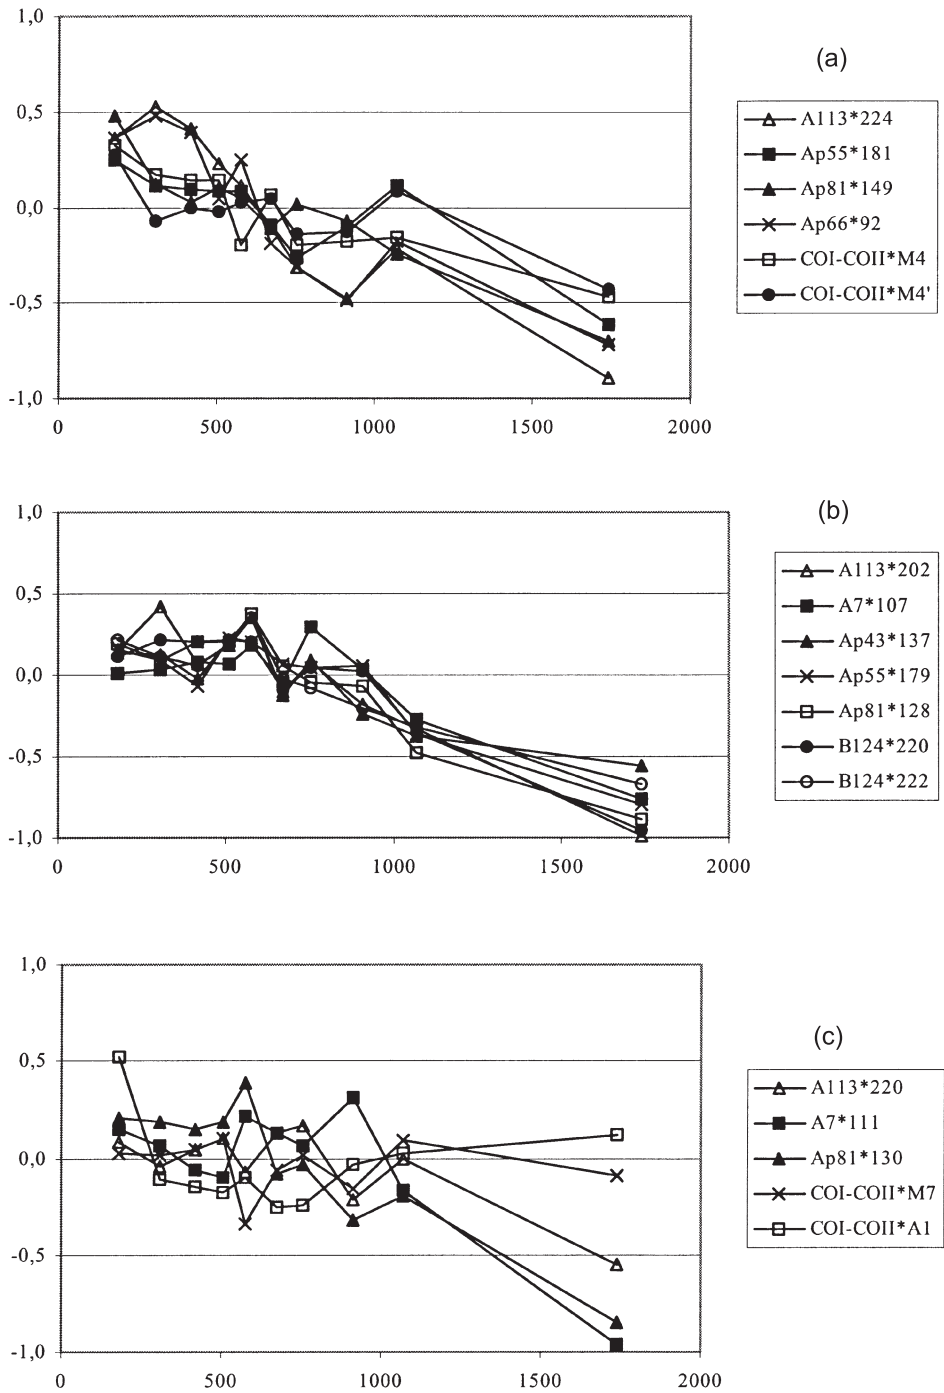 1,0
0,5
0,0
-0,5
-1,0
0 500 1000 1500 2000
(a)
A113*224
Ap55*181
Ap81*149
Ap66*92
COI-COII*M4
COI-COII*M4'
1,0
0,5
0,0
-0,5
-1,0
0 500 1000 1500 2000
(b)
A113*202
A7*107
Ap43*137
Ap55*179
Ap81*128
B124*220
B124*222
1,0
0,5
0,0
-0,5
-1,0
0 500 1000 1500 2000
(c)
A113*220
A7*111
Ap81*130
COI-COII*M7
COI-COII*A1